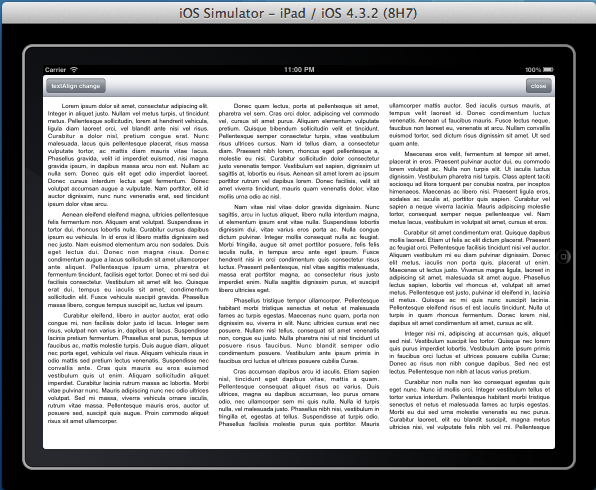 iOS Simulator - iPad / iOS 4.3.2 (8H7)
Carrier
11:00 PM
100%
textAlign change
close
Lorem ipsum dolor sit amet, consectetur adipiscing elit.
Integer in aliquet justo. Nullam vel metus turpis, ut tincidunt
metus. Pellentesque sollicitudin, lorem at hendrerit vehicula,
ligula diam laoreet orci, vel blandit ante nisi vel risus.
Curabitur a dolor nisl, pretium congue erat. Nunc
malesuada, lacus quis pellentesque placerat, risus massa
vulputate tortor, ac mattis diam mauris vitae lacus.
Phasellus gravida, velit id imperdiet euismod, nisi magna
gravida ipsum, in dapibus massa arcu non est. Nullam ac
nulla sem. Donec quis elit eget odio imperdiet laoreet.
Donec cursus interdum lectus eget fermentum. Donec
volutpat accumsan augue a vulputate. Nam porttitor, elit id
auctor dignissim, nunc nunc venenatis erat, sed tincidunt
ipsum dolor vitae arcu.
Aenean eleifend eleifend magna, ultricies pellentesque
felis fermentum non. Aliquam erat volutpat. Suspendisse in
tortor dui, rhoncus lobortis nulla. Curabitur cursus dapibus
ipsum eu vehicula. In id eros id libero mattis dignissim sed
nec justo. Nam euismod elementum arcu non sodales. Duis
eget lectus dui. Donec non magna risus. Donec
condimentum augue a lacus sollicitudin sit amet ullamcorper
ante aliquet. Pellentesque ipsum urna, pharetra et
fermentum tincidunt, eget tortor. Donec et mi sed dui
facilisis consectetur. Vestibulum sit amet elit leo. Quisque
erat dui, tempus eu iaculis sit amet, condimentum
sollicitudin elit. Fusce vehicula suscipit gravida. Phasellus
massa libero, congue tempus suscipit ac, luctus vel ipsum.
Curabitur eleifend, libero in auctor auctor, erat odio
congue mi, non facilisis dolor justo id lacus. Integer sem
risus, volutpat non varius in, dapibus et lacus. Suspendisse
lacinia rutrum fermentum. Phasellus erat purus, tempus ut
faucibus ac, mattis molestie turpis. Duis augue diam, aliquet
nec porta eget, vehicula vel risus. Aliquam vehicula risus in
odio mattis sed pretium lectus venenatis. Suspendisse nec
convallis ante. Cras quis mauris eu eros euismod
vestibulum quis ut enim. Aliquam sollicitudin aliquet
imperdiet. Curabitur lacinia rutrum massa ac lobortis. Morbi
vitae pulvinar nunc. Mauris adipiscing nunc nec odio ultrices
volutpat. Sed mi massa, viverra vehicula ornare iaculis,
rutrum vitae massa. Pellentesque mauris eros, auctor ut
posuere sed, suscipit quis augue. Proin commodo aliquet
risus sit amet ullamcorper.
Donec quam lectus, porta at pellentesque sit amet,
pharetra vel sem. Cras orci dolor, adipiscing vel commodo
vel, cursus sit amet purus. Aliquam elementum vulputate
pretium. Quisque bibendum sollicitudin velit et tincidunt.
Pellentesque semper consectetur turpis, vitae vestibulum
risus rutrum cursus. Nam id tellus diam, a consectetur
diam. Praesent nibh lorem, rhoncus eget pellentesque a,
molestie eu nisi. Curabitur sollicitudin dolor consectetur
justo venenatis tempor. Vestibulum est sapien, dignissim ut
sagittis at, lobortis eu risus. Aenean sit amet lorem ac ipsum
porttitor rutrum vel dapibus lorem. Donec facilisis, velit sit
amet viverra tincidunt, mauris quam venenatis dolor, vitae
mollis urna odio ac nisl.
Nam vitae nisl vitae dolor gravida dignissim. Nunc
sagittis, arcu in luctus aliquet, libero nulla interdum magna,
ut elementum ipsum erat et eros. Vestibulum ullamcorper
dignissim dui, vitae varius eros porta ac. Nulla congue
dictum pulvinar. Integer mollis consequat nulla ac feugiat.
Morbi fringilla, augue sit amet porttitor posuere, felis felis
iaculis nulla, in tempus arcu ante eget ipsum. Fusce
hendrerit nisi in orci condimentum quis consectetur risus
luctus. Praesent pellentesque, nisl vitae sagittis malesuada,
massa erat porttitor magna, ac consectetur risus risus
imperdiet enim. Nulla sagittis dignissim purus, et suscipit
libero ultricies eget.
Phasellus tristique tempor ullamcorper. Pellentesque
habitant morbi tristique senectus et netus et malesuada
fames ac turpis egestas. Maecenas nunc quam, porta non
dignissim eu, viverra in elit. Nunc ultricies cursus erat nec
posuere. Nullam nisl tellus, consequat sit amet venenatis
non, congue eu justo. Nulla pharetra nisi ut nisl tincidunt et
posuere risus faucibus. Nunc blandit semper odio
condimentum posuere. Vestibulum ante ipsum primis in
faucibus orci luctus et ultrices posuere cubilia Curae;
Cras accumsan dapibus arcu id iaculis. Etiam sapien
nisl, tincidunt eget dapibus vitae, mattis a quam.
Pellentesque consequat aliquet risus ac varius. Duis
ultrices, magna eu dapibus accumsan, leo purus ornare
odio, nec ullamcorper sem mi quis nulla. Nulla id turpis
nulla, vel malesuada justo. Phasellus nibh nisi, vestibulum in
fringilla et, egestas at tellus. Suspendisse at turpis odio.
Phasellus facilisis molestie purus quis porttitor. Mauris
ullamcorper mattis auctor. Sed iaculis cursus mauris, at
tempus velit laoreet id. Donec condimentum luctus
venenatis. Aenean ut faucibus mauris. Fusce lectus neque,
faucibus non laoreet eu, venenatis at arcu. Nullam convallis
euismod tortor, sed dictum risus dignissim sit amet. Ut sed
quam ante.
Maecenas eros velit, fermentum at tempor sit amet,
placerat in eros. Praesent pulvinar auctor dui, eu commodo
lorem volutpat ac. Nulla non turpis elit. Ut iaculis luctus
dignissim. Vestibulum pharetra nisl turpis. Class aptent taciti
sociosqu ad litora torquent per conubia nostra, per inceptos
himenaeos. Maecenas ac libero nisi. Praesent ligula eros,
sodales ac iaculis at, porttitor quis sapien. Curabitur vel
sapien a neque viverra lacinia. Mauris adipiscing molestie
tortor, consequat semper neque pellentesque vel. Nam
metus lacus, ornare sit amet cursus et, cursus et eros.
Curabitur sit amet condimentum erat. Quisque dapibus
mollis laoreet. Etiam ut felis ac elit dictum placerat. Praesent
ac feugiat orci. Pellentesque facilisis tincidunt nisi vel auctor.
Aliquam vestibulum mi eu diam pulvinar dignissim. Donec
elit metus, iaculis non porta quis, placerat ut enim.
Maecenas ut lectus justo. Vivamus magna ligula, laoreet in
adipiscing sit amet, malesuada sit amet augue. Phasellus
lectus sapien, lobortis vel rhoncus et, volutpat sit amet
metus. Pellentesque est justo, pulvinar id eleifend in, lacinia
id metus. Quisque ac mi quis nunc suscipit lacinia.
Pellentesque eleifend risus et est iaculis tincidunt. Nulla ut
turpis in quam rhoncus fermentum. Donec orci libero,
dapibus sit amet condimentum sit amet, cursus ac elit.
Integer nisi mi, adipiscing at accumsan quis, aliquet
sed nisl. Vestibulum suscipit leo tortor. Quisque nec lorem
quis purus imperdiet lobortis. Vestibulum ante ipsum primis
in faucibus orci luctus et ultrices posuere cubilia Curae;
Donec ac risus non nibh congue dapibus. Sed nec est
lectus. Pellentesque non nibh at lacus varius pretium.
Curabitur non nulla non leo consequat egestas quis
eget nunc. Nunc id mollis orci. Integer vestibulum tellus et
tortor varius interdum. Pellentesque habitant morbi tristique
senectus et netus et malesuada fames ac turpis egestas.
Morbi eu dui sed urna molestie venenatis eu nec purus.
Curabitur laoreet, elit eu blandit suscipit, magna metus
ultricies nisi, vel vulputate felis nibh vel mi. Pellentesque